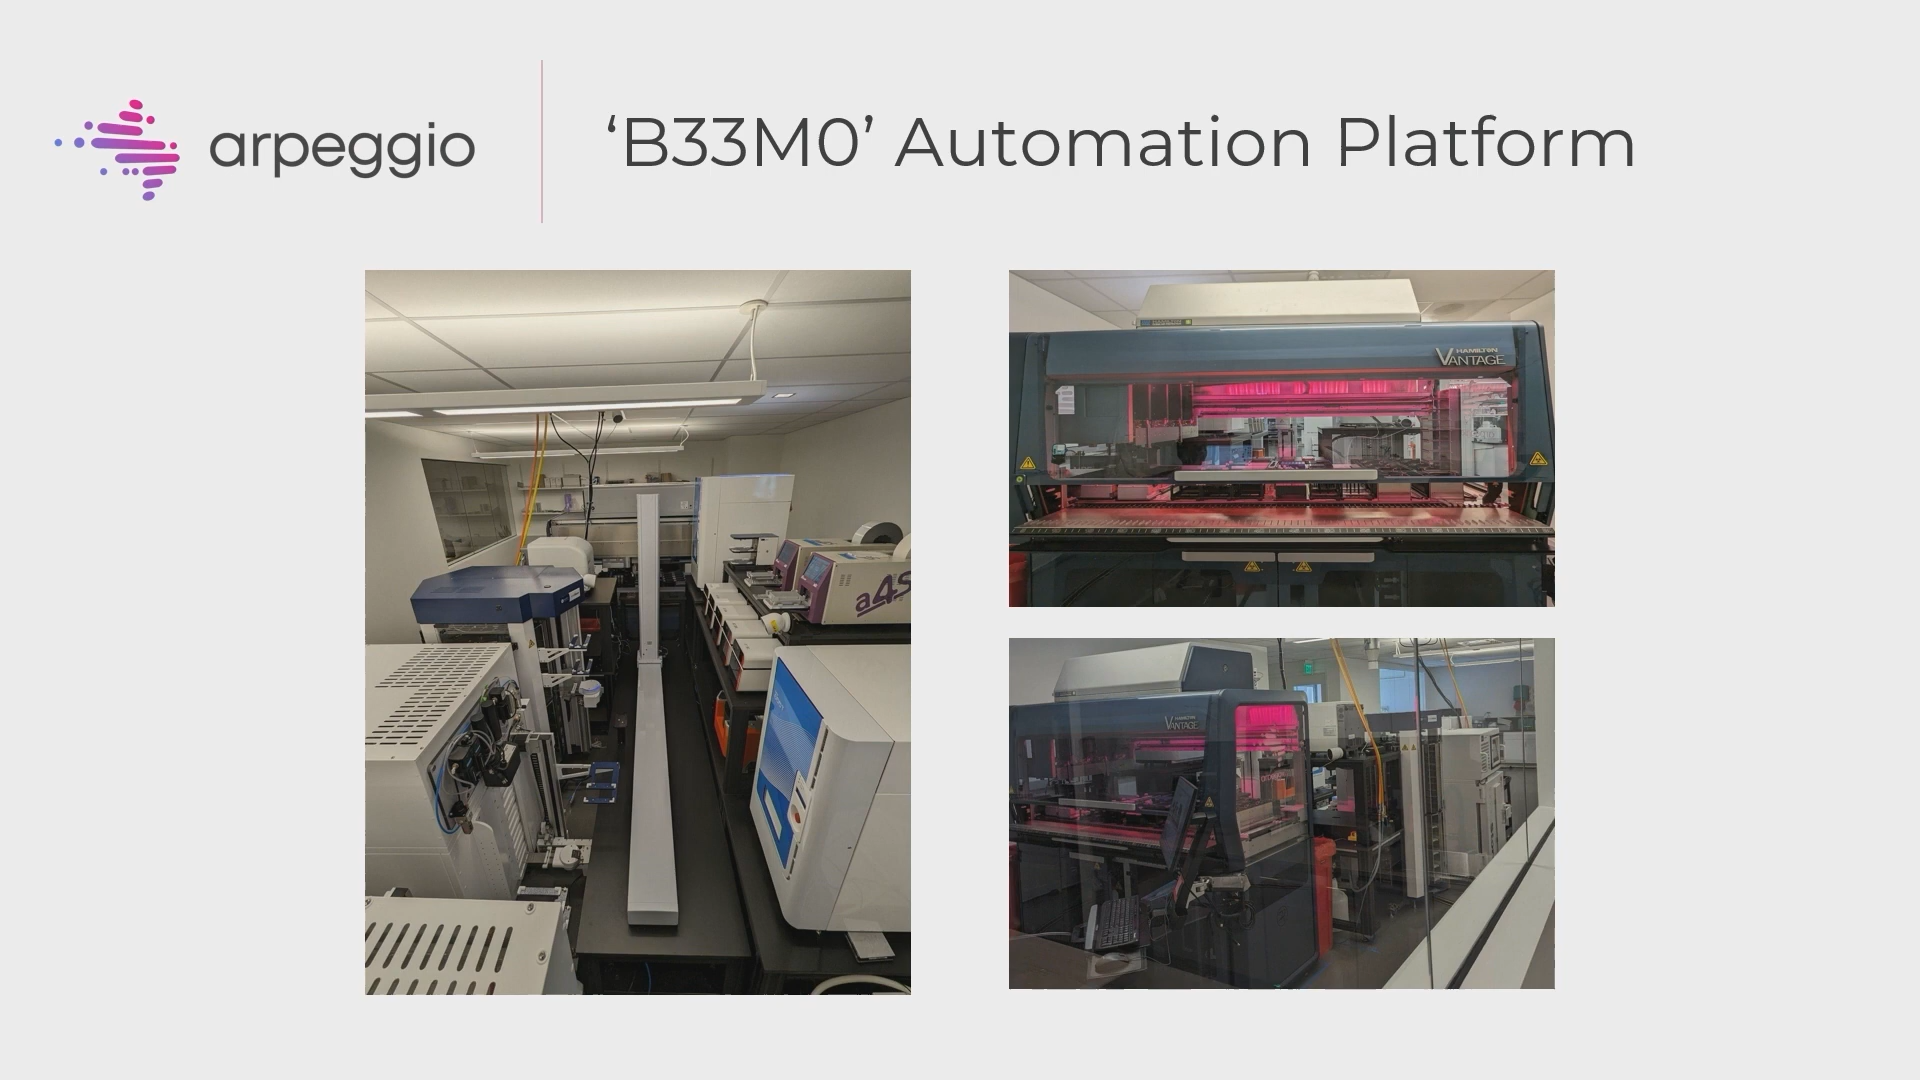 arpeggio
‘B33M0’ Automation Platform
a4S
HAMILTON
VANTAGE
HAMILTON
VANTAGE